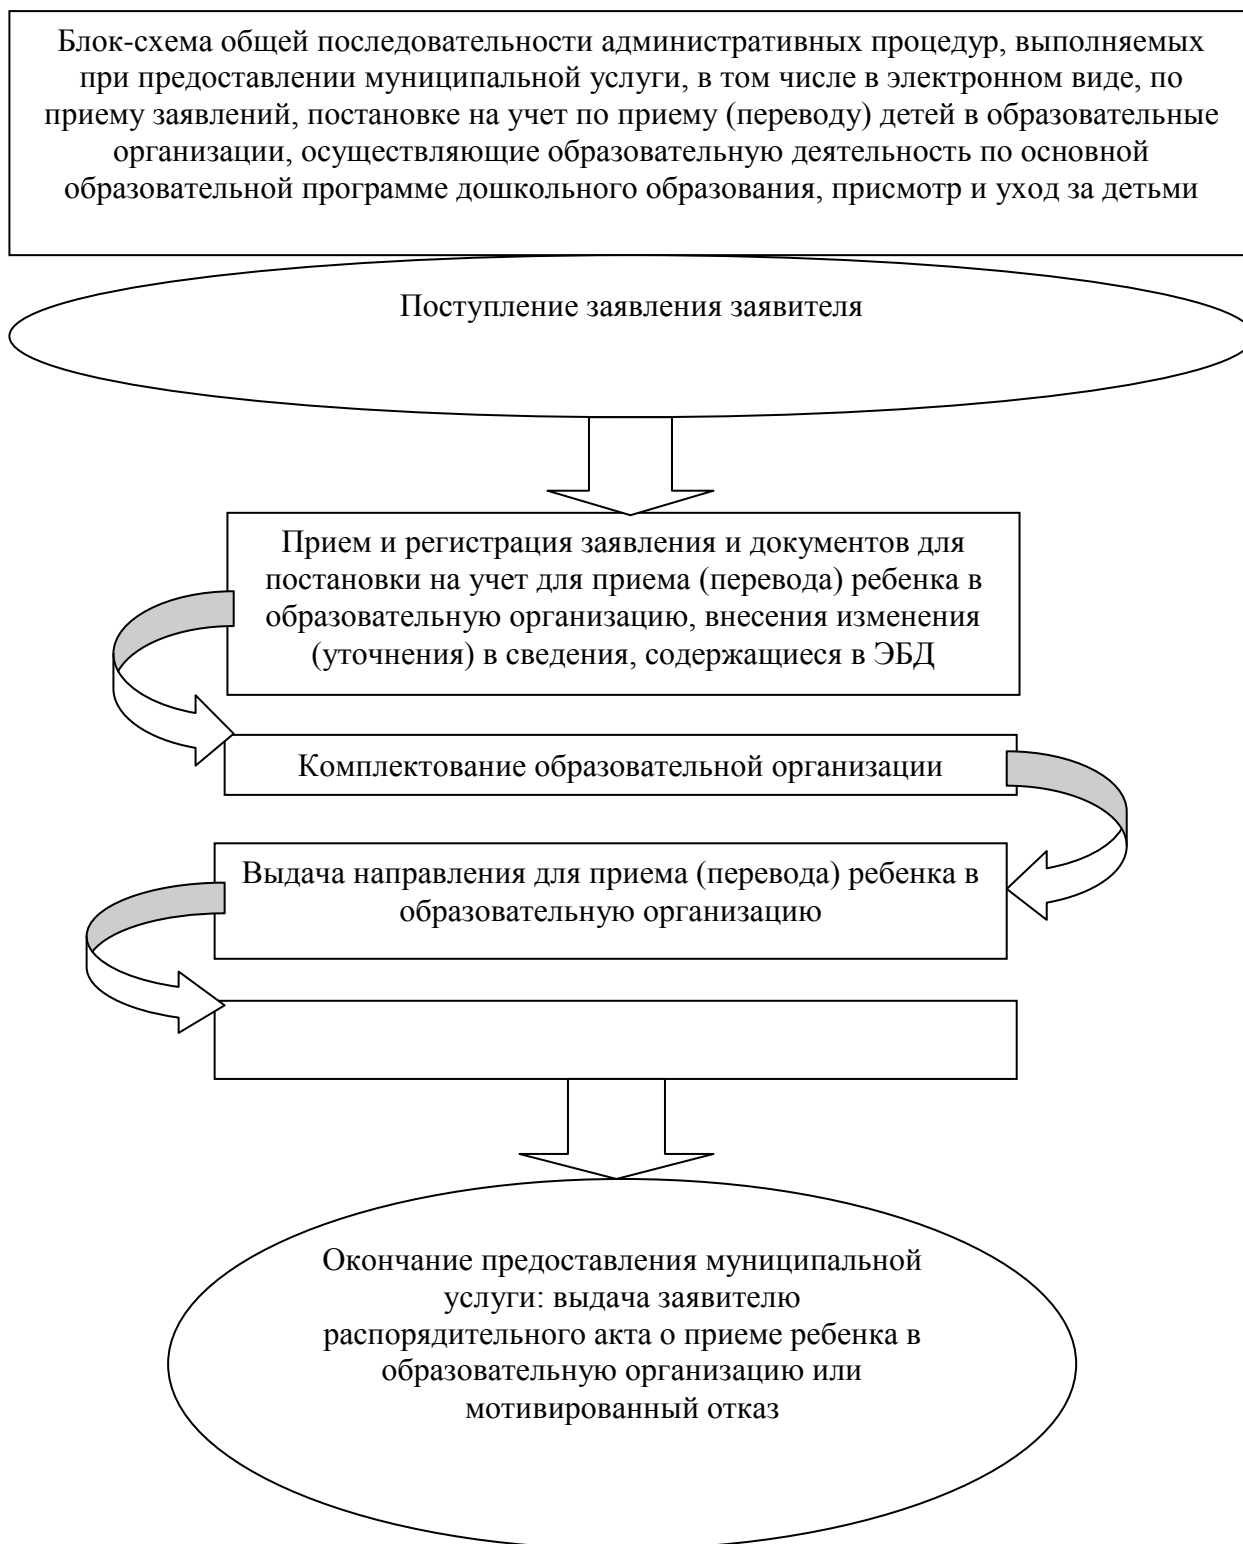 Блок-схема общей последовательности административных процедур, выполняемых
при предоставлении муниципальной услуги, в том числе в электронном виде, по
приему заявлений, постановке на учет по приему (переводу) детей в образовательные
организации, осуществляющие образовательную деятельность по основной
образовательной программе дошкольного образования, присмотр и уход за детьми
Поступление заявления заявителя
Прием и регистрация заявления и документов для
постановки на учет для приема (перевода) ребенка в
образовательную организацию, внесения изменения
(уточнения) в сведения, содержащиеся в ЭБД
Комплектование образовательной организации
Выдача направления для приема (перевода) ребенка в
образовательную организацию
Окончание предоставления муниципальной
услуги: выдача заявителю
распорядительного акта о приеме ребенка в
образовательную организацию или
мотивированный отказ